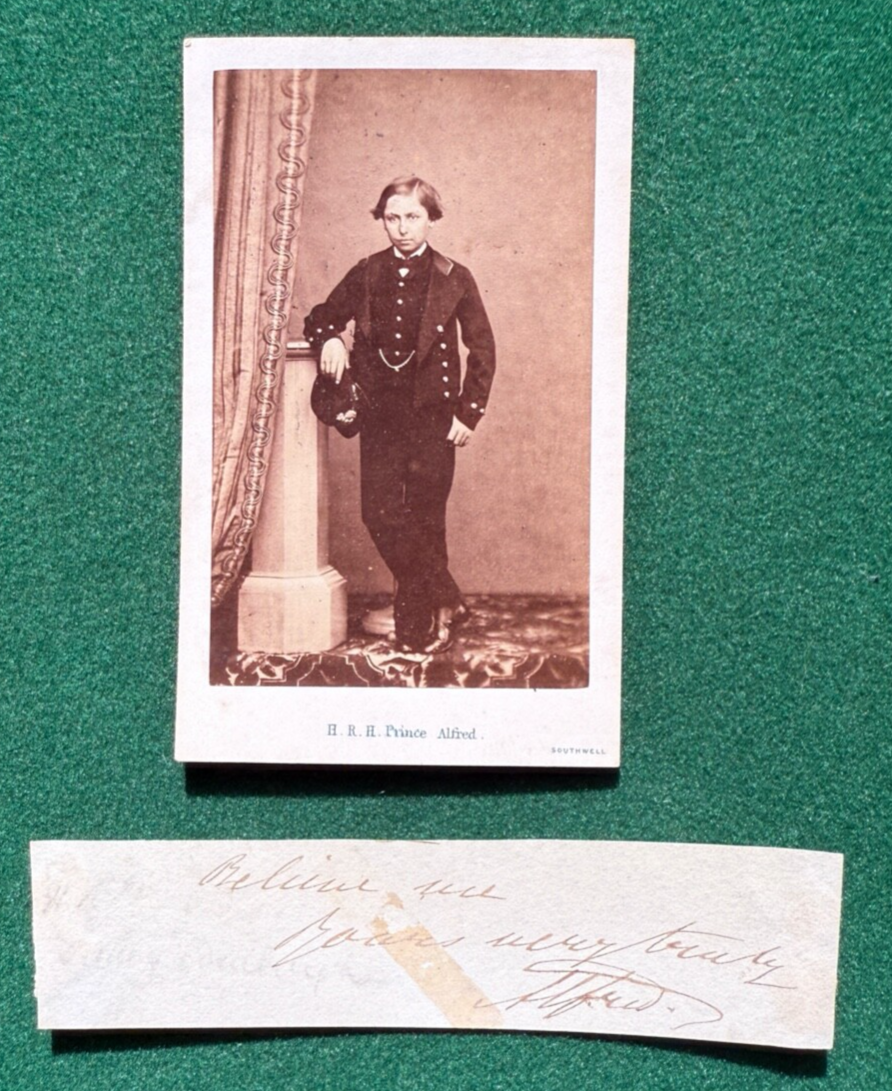 H.R.H. Prince Alfred.
SOUTHWELL
Believe me
Yours very truly
Alfred.